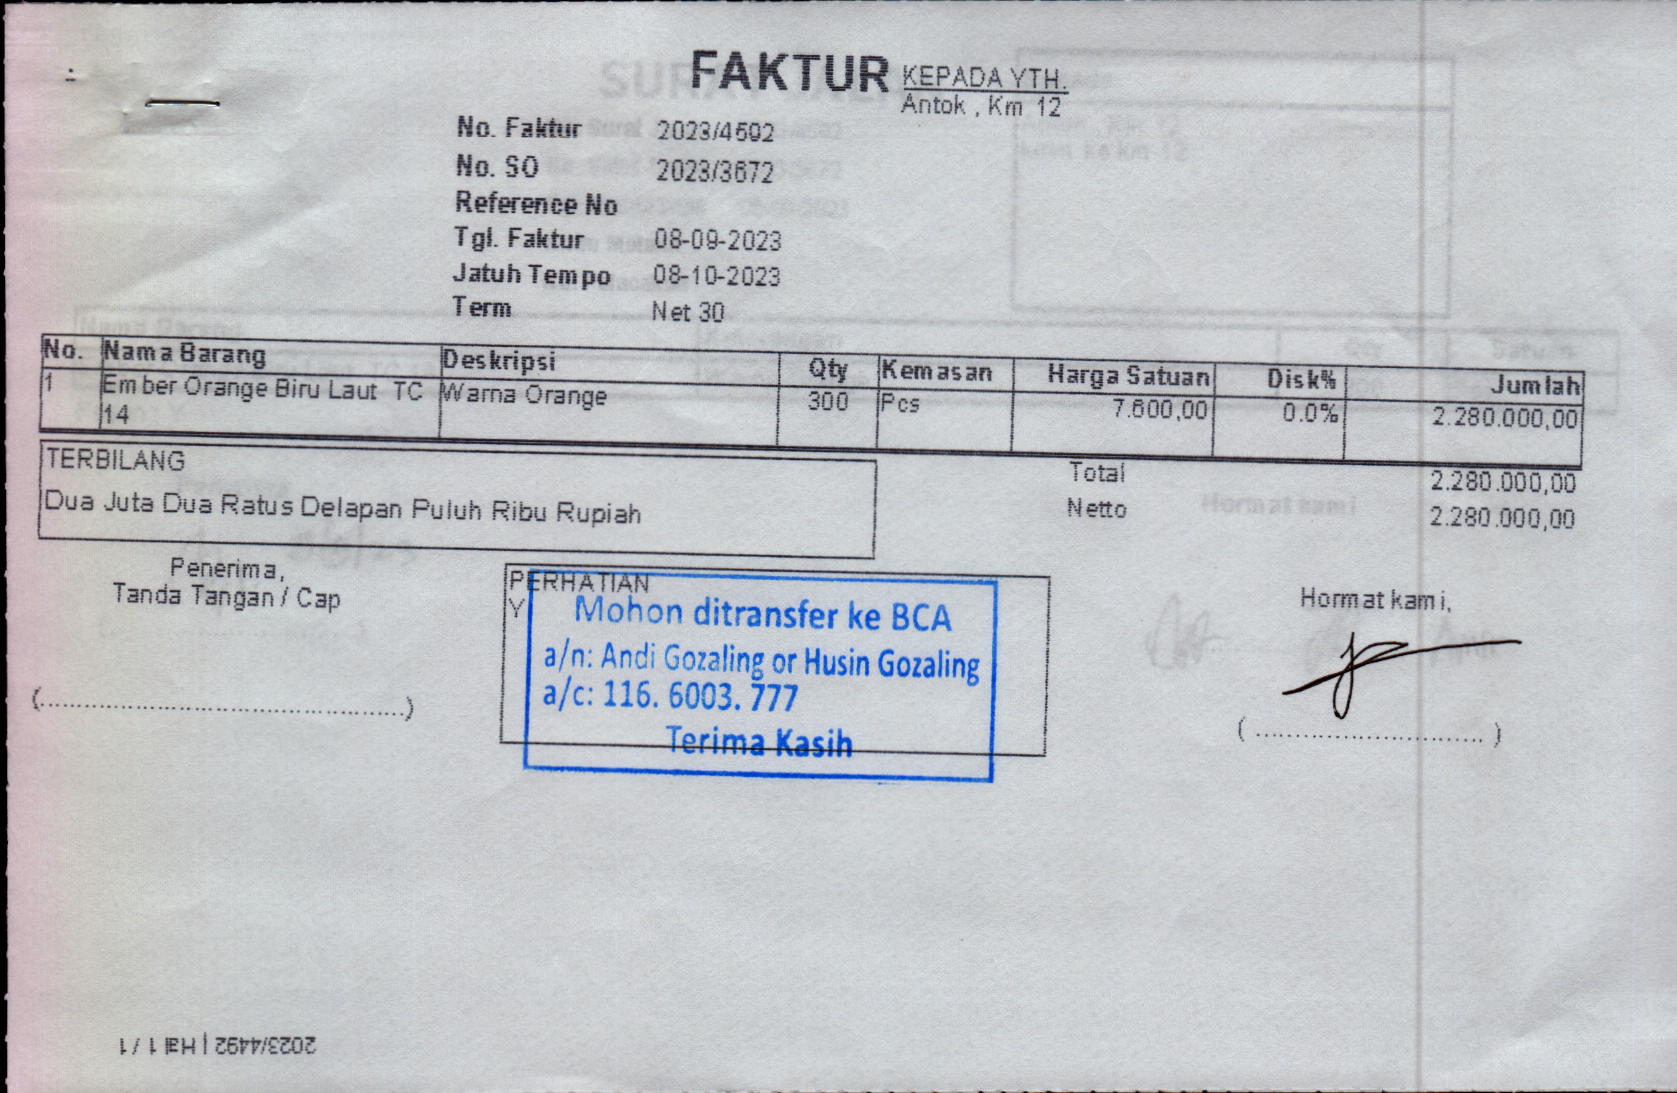 FAKTUR
KEPADA YTH.
Antok , Km 12
No. Faktur 2023/4502
No. SO 2023/3672
Reference No
Tgl. Faktur 08-09-2023
Jatuh Tempo 08-10-2023
Term Net 30
No. Nama Barang Deskripsi Qty Kemasan Harga Satuan Disk% Jumlah
1 Ember Orange Biru Laut TC Warna Orange 300 Pcs 7.600,00 0.0% 2.280.000,00
14
TERBILANG
Dua Juta Dua Ratus Delapan Puluh Ribu Rupiah
Total 2.280.000,00
Netto 2.280.000,00
Penerima,
Tanda Tangan / Cap
(..............................................)
PERHATIAN
Y
Mohon ditransfer ke BCA
a/n: Andi Gozaling or Husin Gozaling
a/c: 116. 6003. 777
Terima Kasih
Hormat kami,
( ............................. )
2023/4492 | Hal 1 / 1